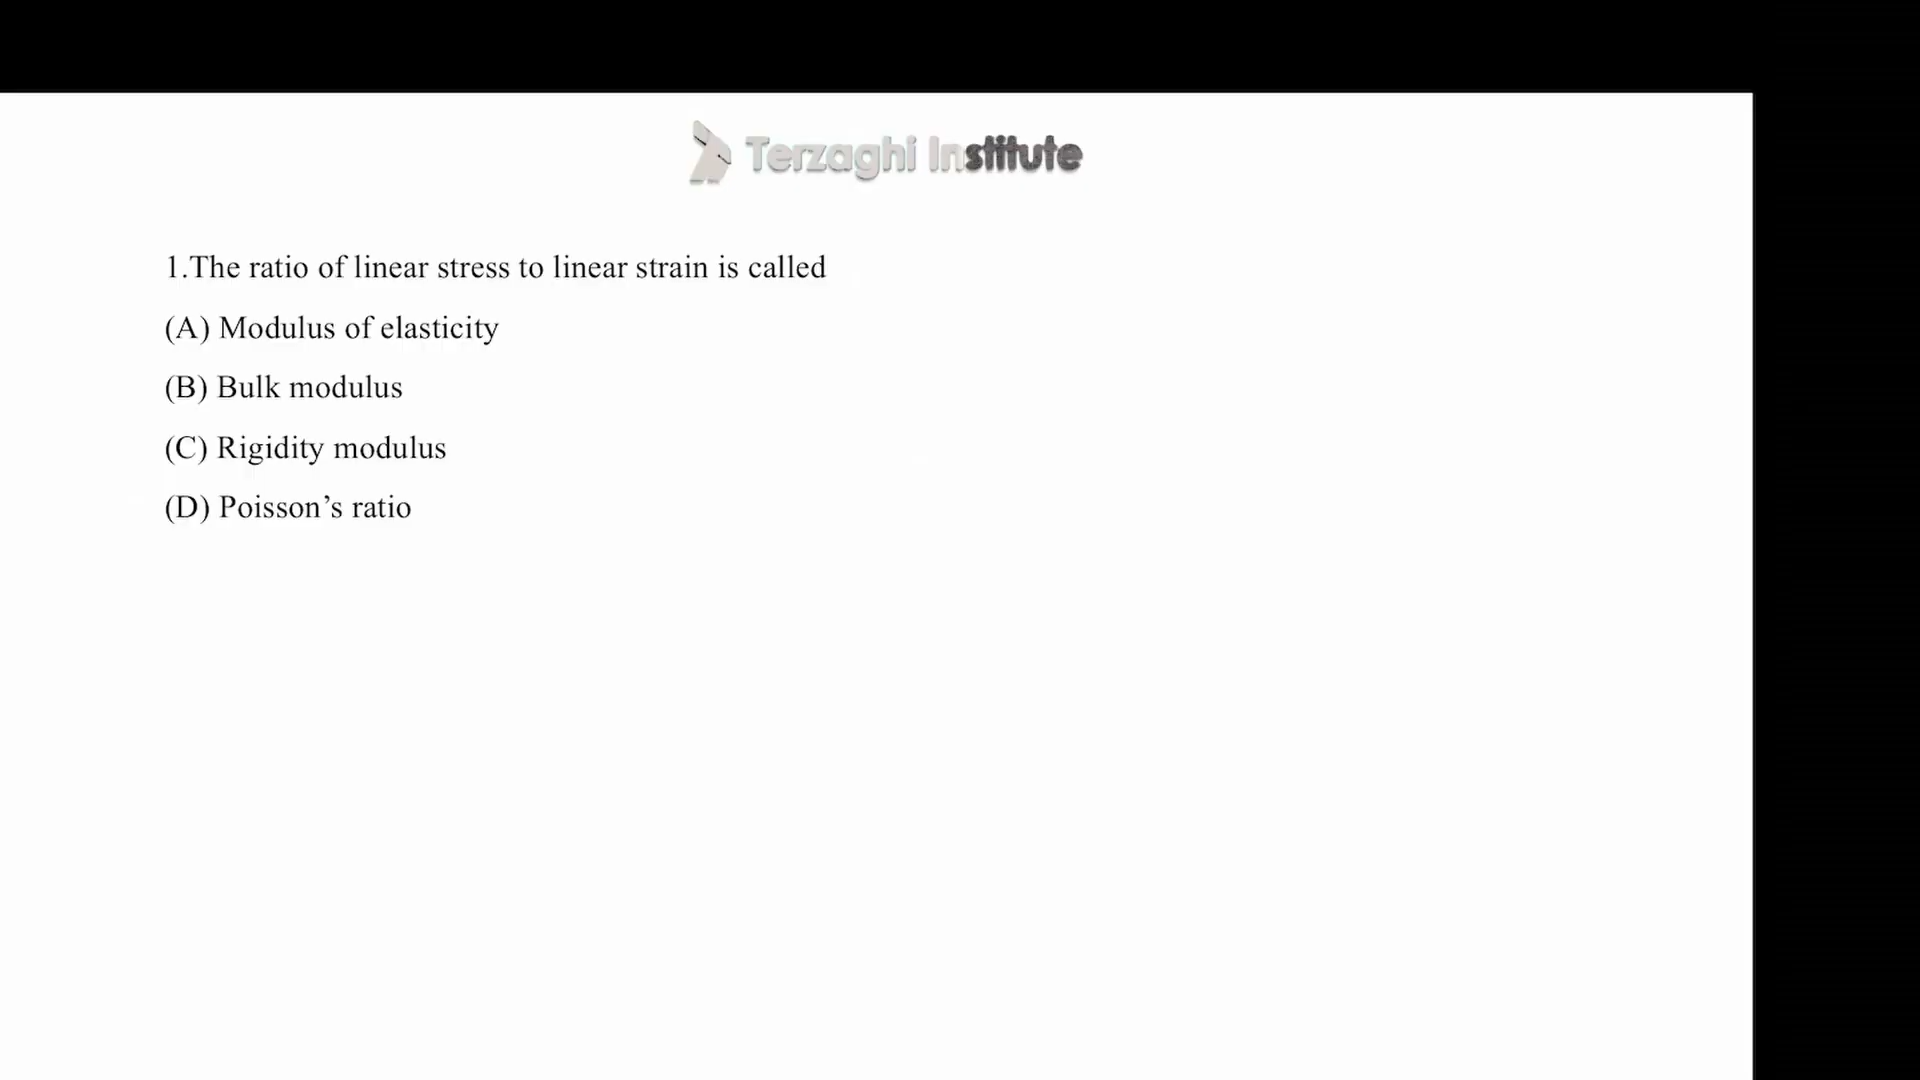 Terzaghi Institute
1.The ratio of linear stress to linear strain is called
(A) Modulus of elasticity
(B) Bulk modulus
(C) Rigidity modulus
(D) Poisson’s ratio